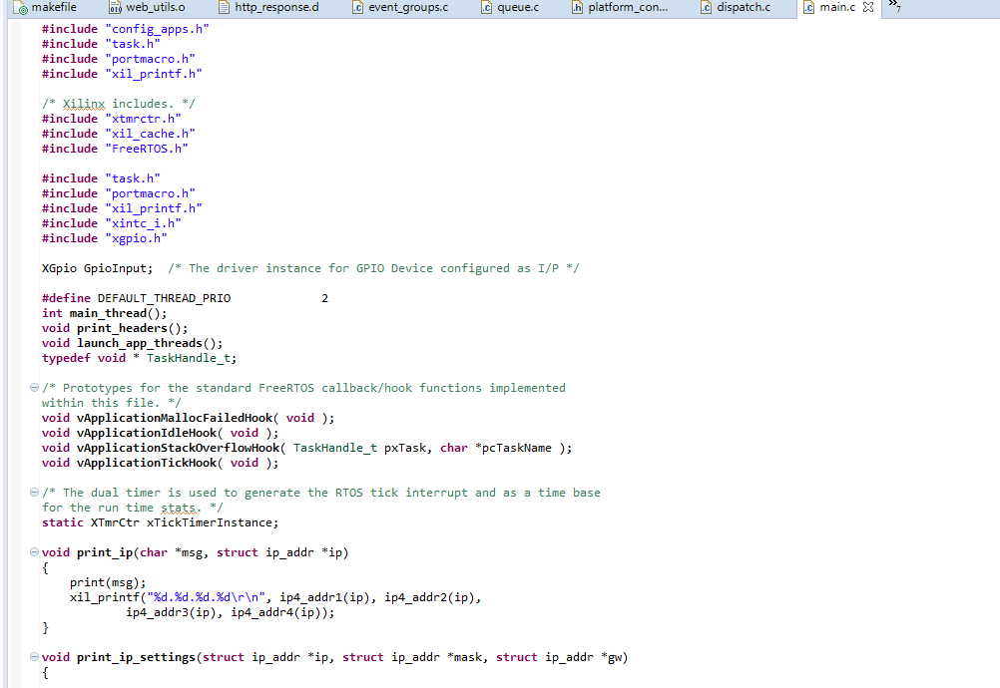 makefile web_utils.o http_response.d event_groups.c queue.c platform_con... dispatch.c main.c 7
#include "config_apps.h"
#include "task.h"
#include "portmacro.h"
#include "xil_printf.h"
/* Xilinx includes. */
#include "xtmrctr.h"
#include "xil_cache.h"
#include "FreeRTOS.h"
#include "task.h"
#include "portmacro.h"
#include "xil_printf.h"
#include "xintc_i.h"
#include "xgpio.h"
XGpio GpioInput;  /* The driver instance for GPIO Device configured as I/P */
#define DEFAULT_THREAD_PRIO             2
int main_thread();
void print_headers();
void launch_app_threads();
typedef void * TaskHandle_t;
/* Prototypes for the standard FreeRTOS callback/hook functions implemented
within this file. */
void vApplicationMallocFailedHook( void );
void vApplicationIdleHook( void );
void vApplicationStackOverflowHook( TaskHandle_t pxTask, char *pcTaskName );
void vApplicationTickHook( void );
/* The dual timer is used to generate the RTOS tick interrupt and as a time base
for the run time stats. */
static XTmrCtr xTickTimerInstance;
void print_ip(char *msg, struct ip_addr *ip)
{
    print(msg);
    xil_printf("%d.%d.%d.%d\r\n", ip4_addr1(ip), ip4_addr2(ip),
            ip4_addr3(ip), ip4_addr4(ip));
}
void print_ip_settings(struct ip_addr *ip, struct ip_addr *mask, struct ip_addr *gw)
{